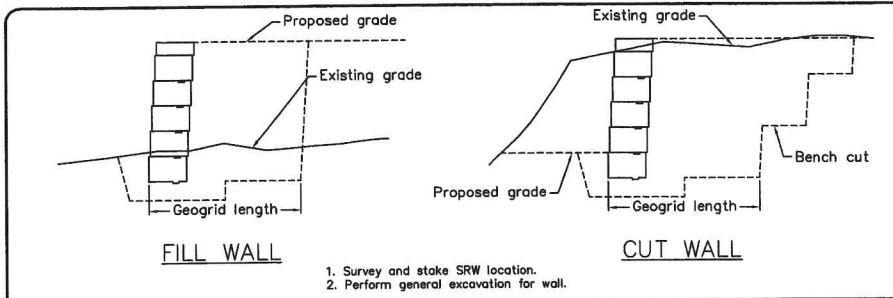 Proposed grade
Existing grade
Geogrid length
FILL WALL
Existing grade
Bench cut
Proposed grade
Geogrid length
CUT WALL
1. Survey and stake SRW location.
2. Perform general excavation for wall.